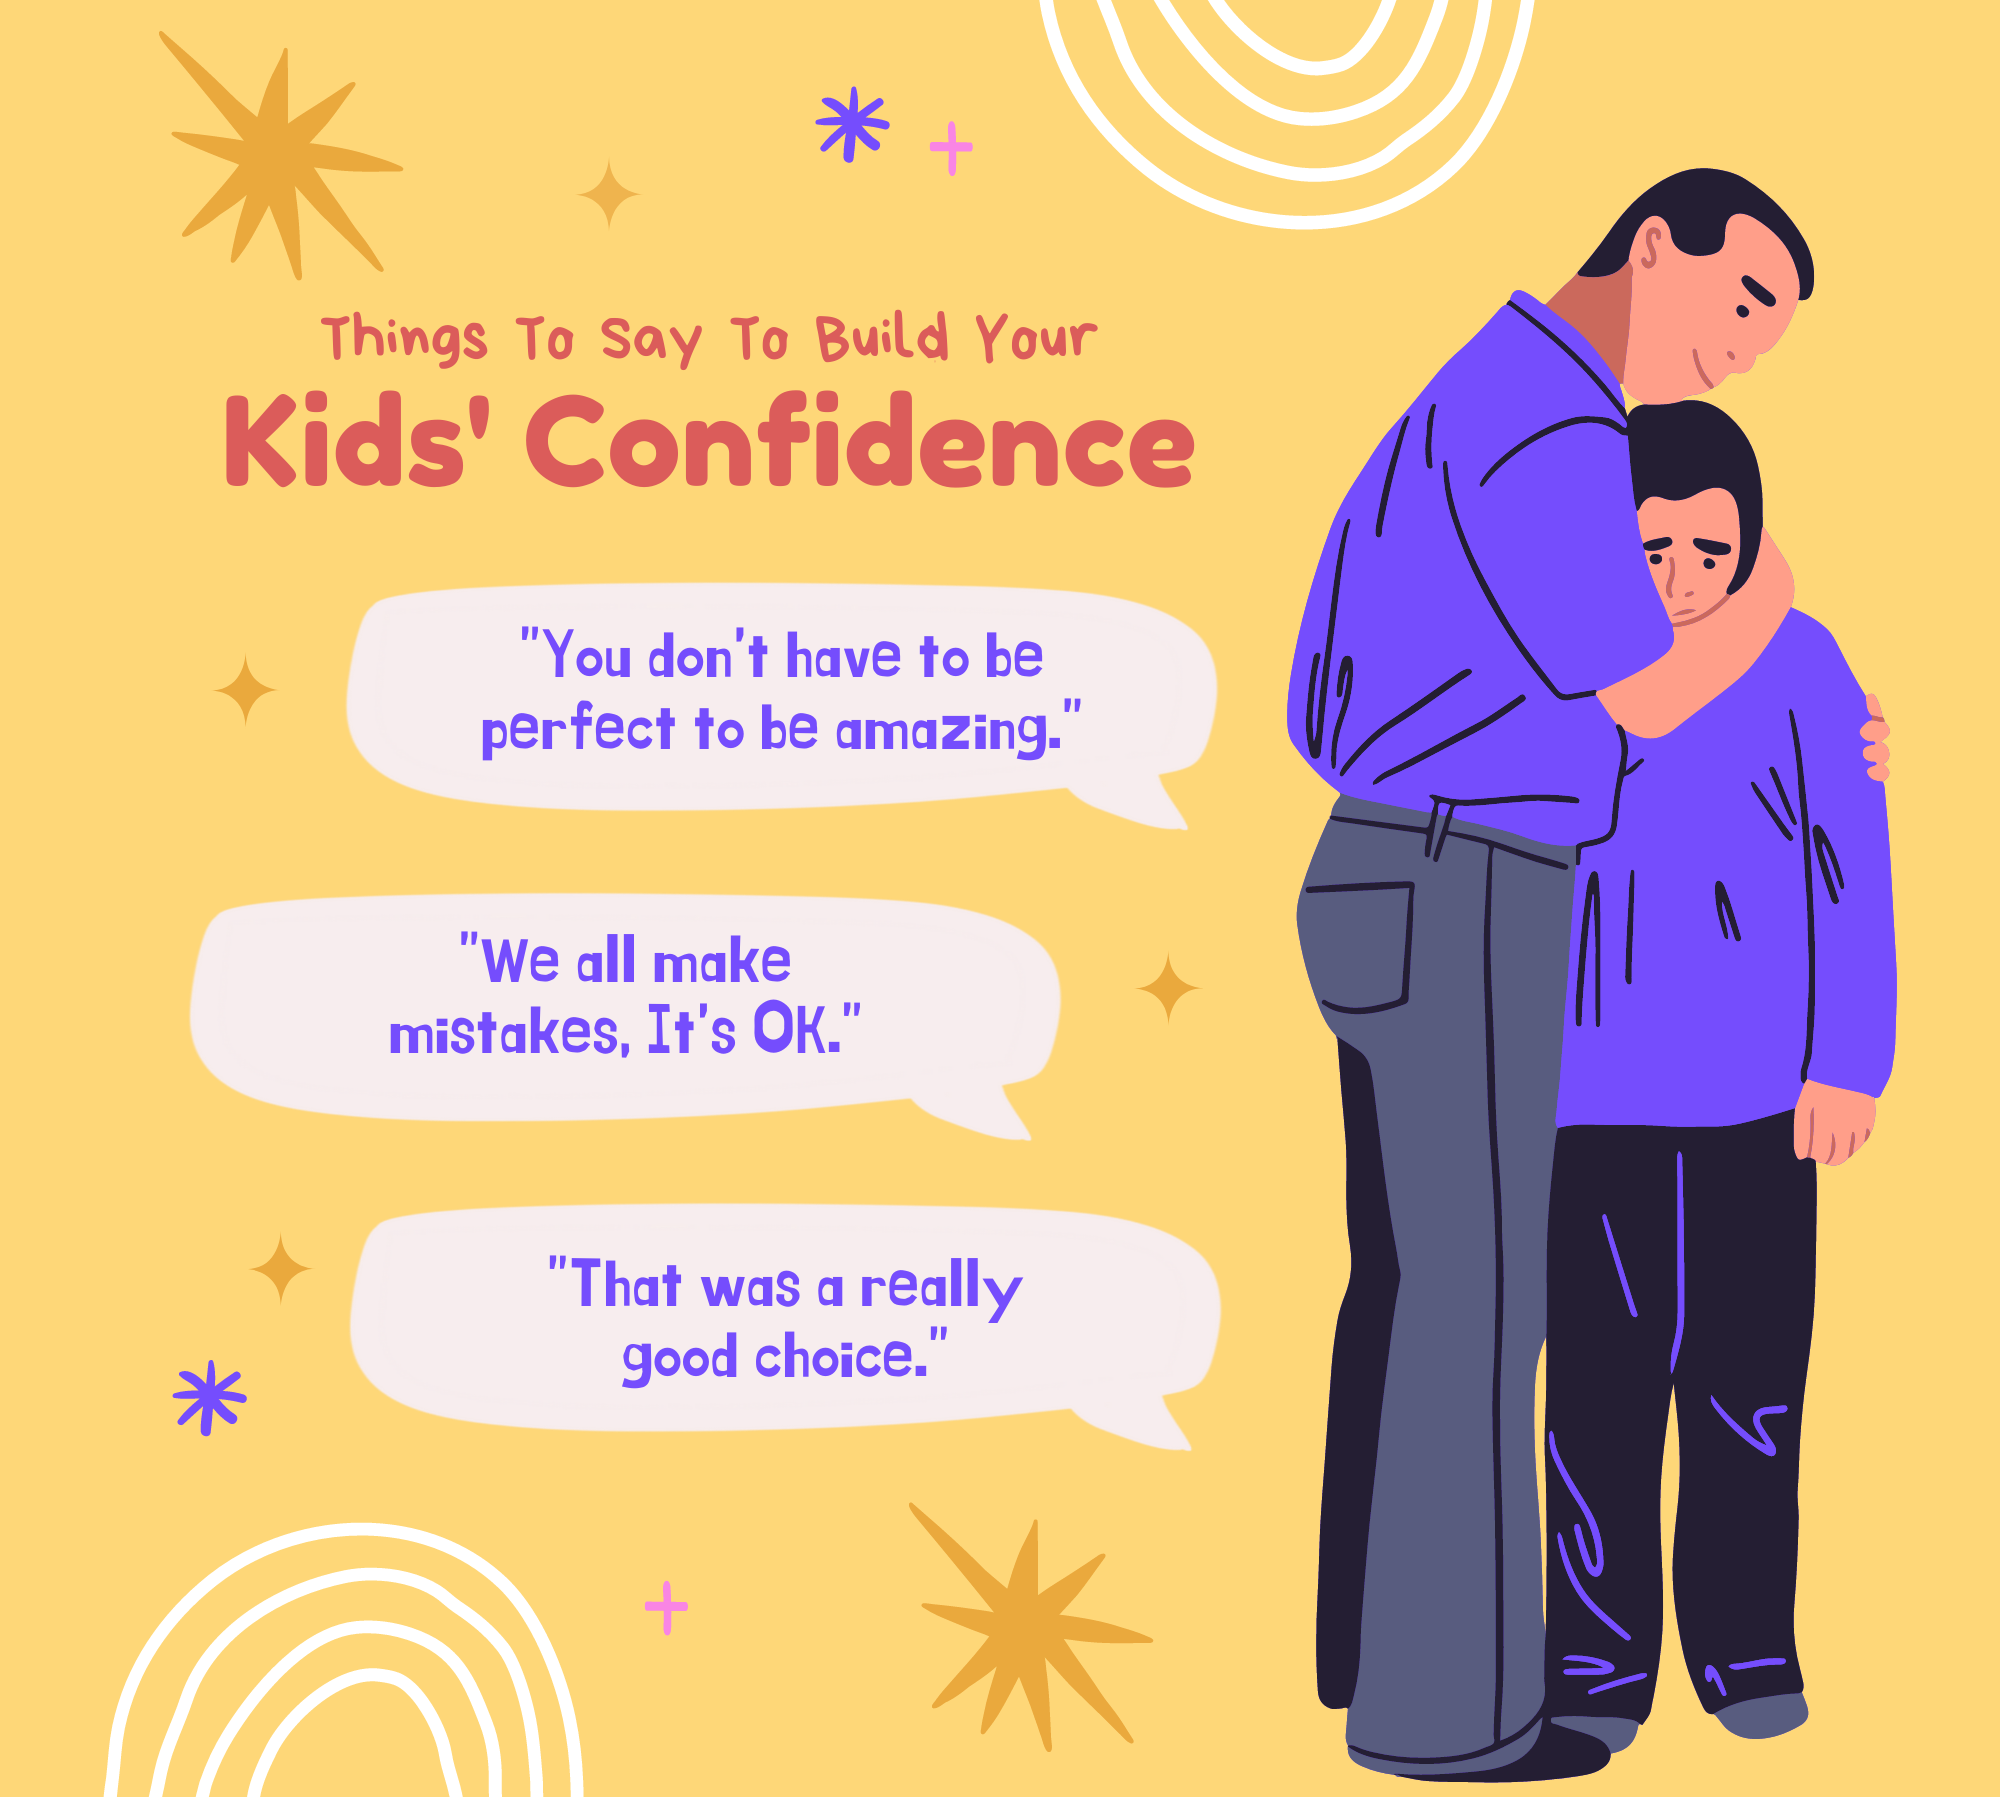 Things To Say To Build Your
Kids' Confidence
"You don't have to be
perfect to be amazing."
"We all make
mistakes, It's OK."
"That was a really
good choice."